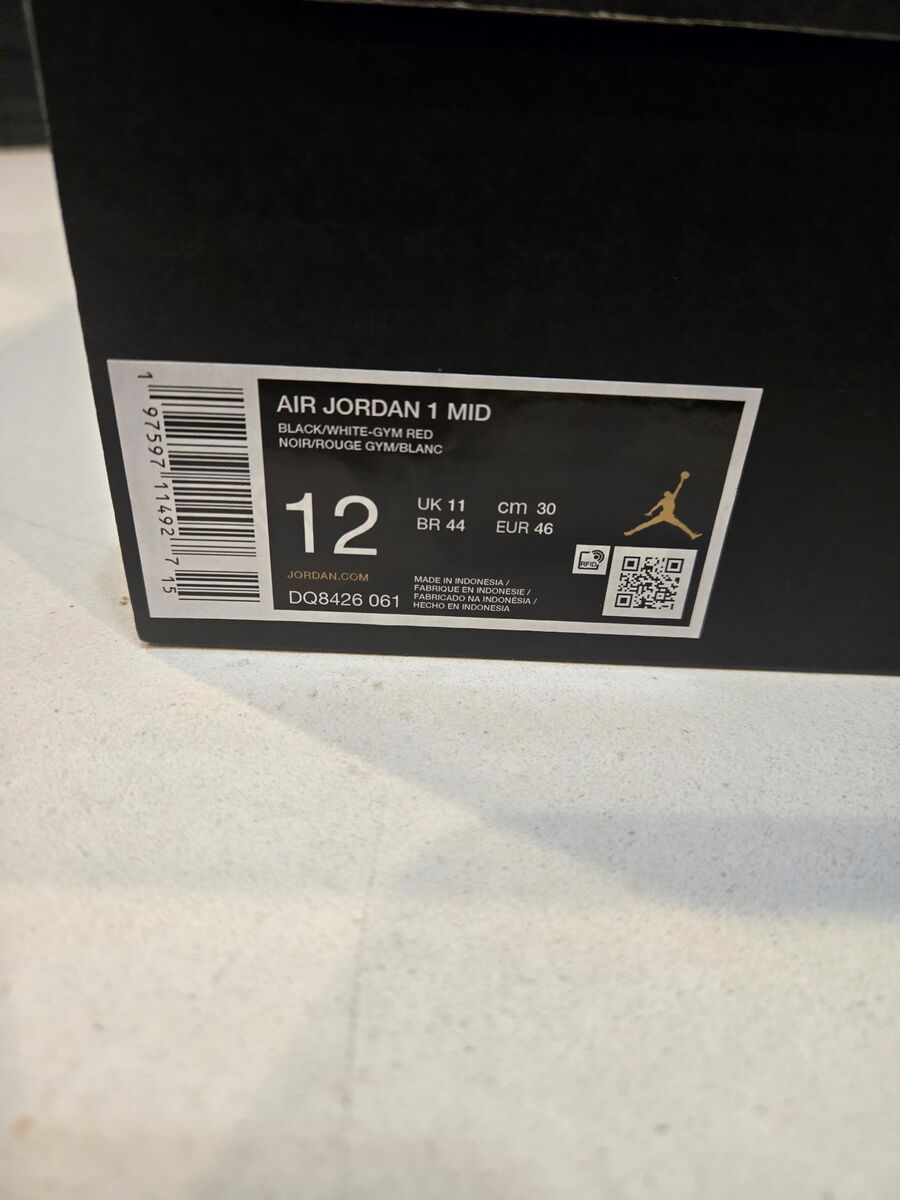 1 97597 11492 7 15
AIR JORDAN 1 MID
BLACK/WHITE-GYM RED
NOIR/ROUGE GYM/BLANC
12
UK 11 cm 30
BR 44 EUR 46
RFID
JORDAN.COM
DQ8426 061
MADE IN INDONESIA /
FABRIQUE EN INDONESIE /
FABRICADO NA INDONÉSIA /
HECHO EN INDONESIA